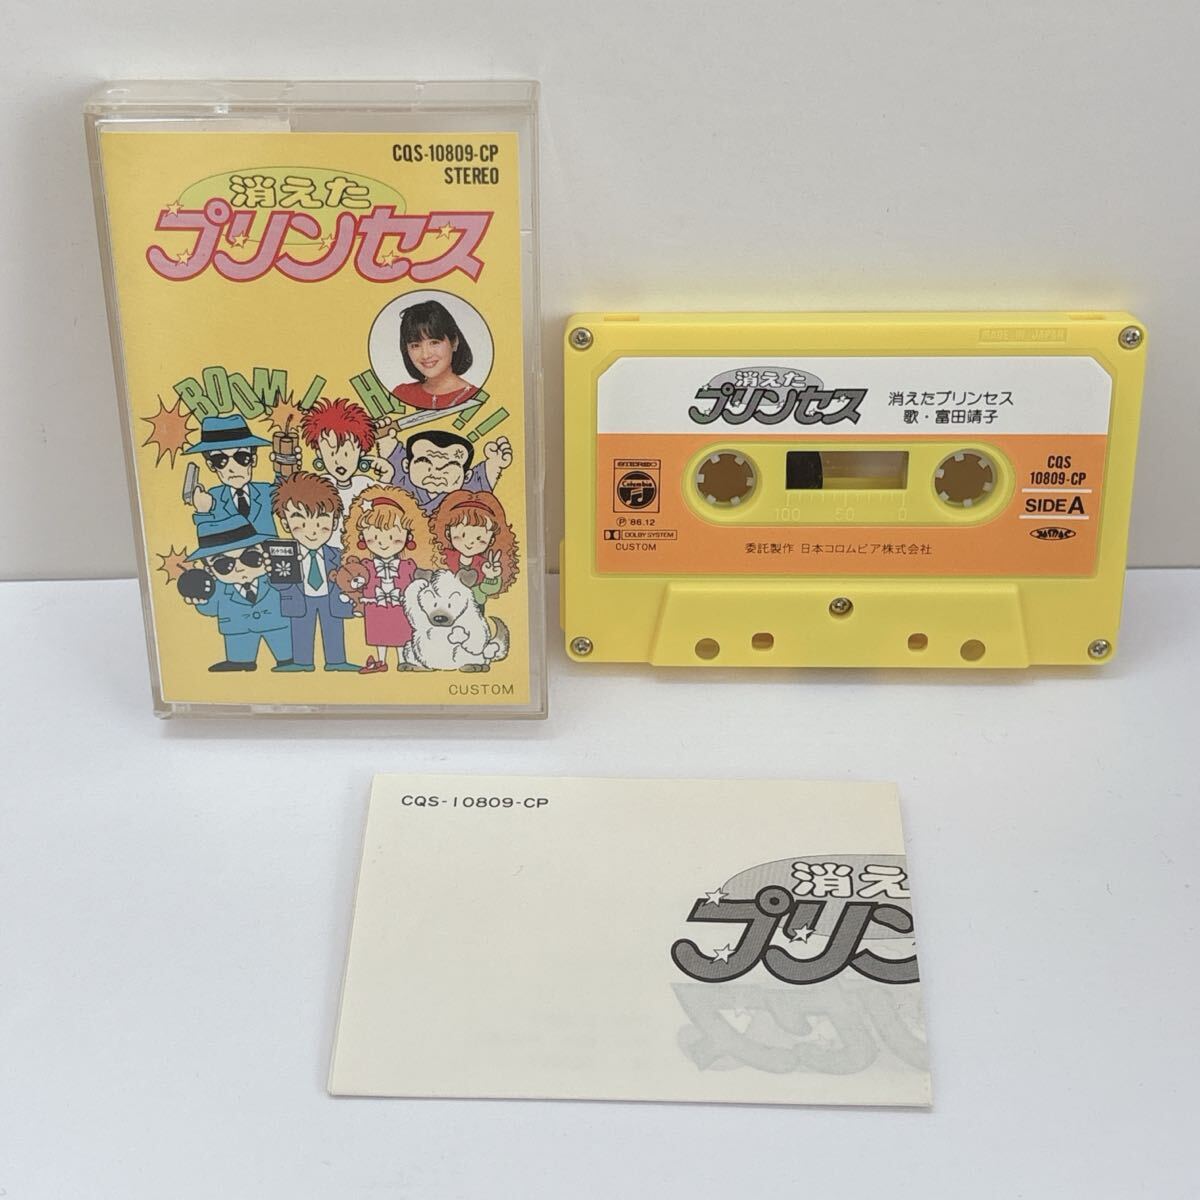 CQS-10809-CP
STEREO
消えた
プリンセス
BOOM!
CUSTOM
MADE IN JAPAN
消えた
プリンセス
消えたプリンセス
歌・富田靖子
STEREO
Columbia
Ⓟ'86.12
DOLBY SYSTEM
CUSTOM
100 50 0
CQS
10809-CP
SIDE A
委託製作 日本コロムビア株式会社
CQS-10809-CP
消え
プリン